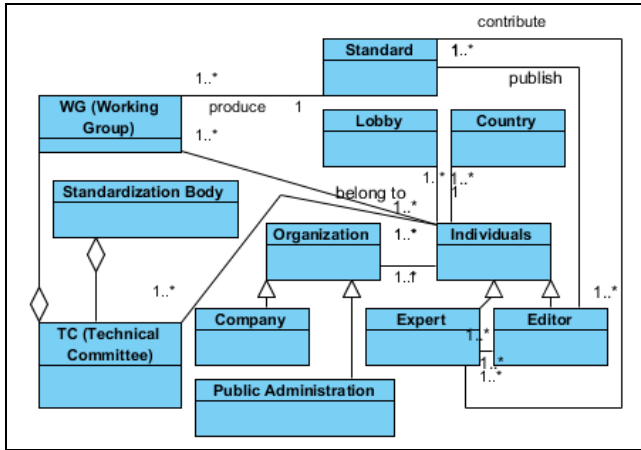 contribute
Standard
1..*
1..*
publish
WG (Working
Group)
produce
1
1..*
Lobby
Country
Standardization Body
1..*
1..*
1
belong to
1..*
Organization
1..*
Individuals
1..*
1..*
TC (Technical
Committee)
Company
Expert
Editor
1..*
1..*
1..*
1..*
Public Administration